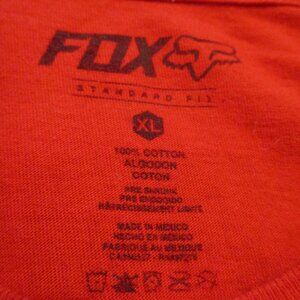 FOX
STANDARD FIT
XL
100% COTTON
ALGODON
COTON
PRE SHRUNK
PRE ENCOGIDO
RÉTRÉCISSEMENT LIMITÉ
MADE IN MEXICO
HECHO EN MÉXICO
FABRIQUÉ AU MEXIQUE